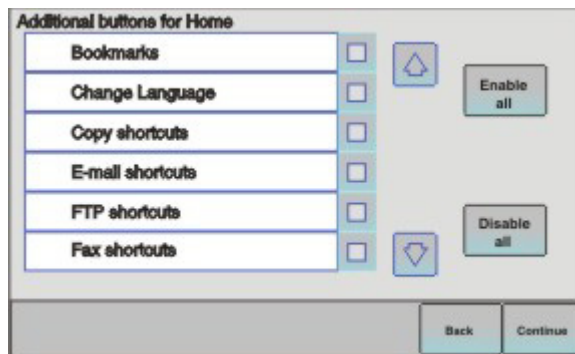 Additional buttons for Home
Bookmarks
Change Language
Copy shortcuts
E-mail shortcuts
FTP shortcuts
Fax shortcuts
Enable
all
Disable
all
Back
Continue